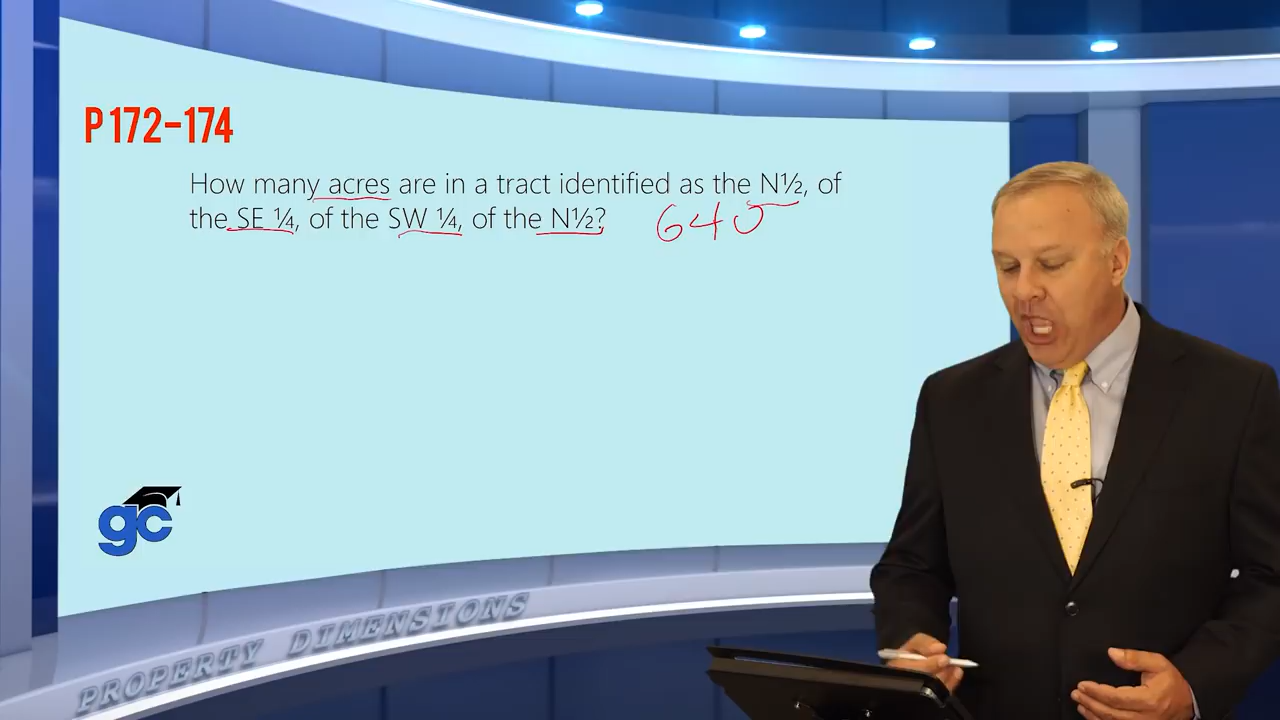 P 172-174
How many acres are in a tract identified as the N½, of
the SE ¼, of the SW ¼, of the N½?
640
gc
PROPERTY DIMENSIONS